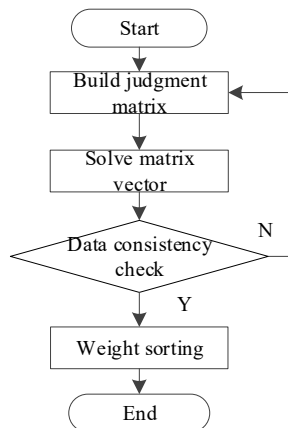 Start
Build judgment
matrix
Solve matrix
vector
Data consistency
check
N
Y
Weight sorting
End